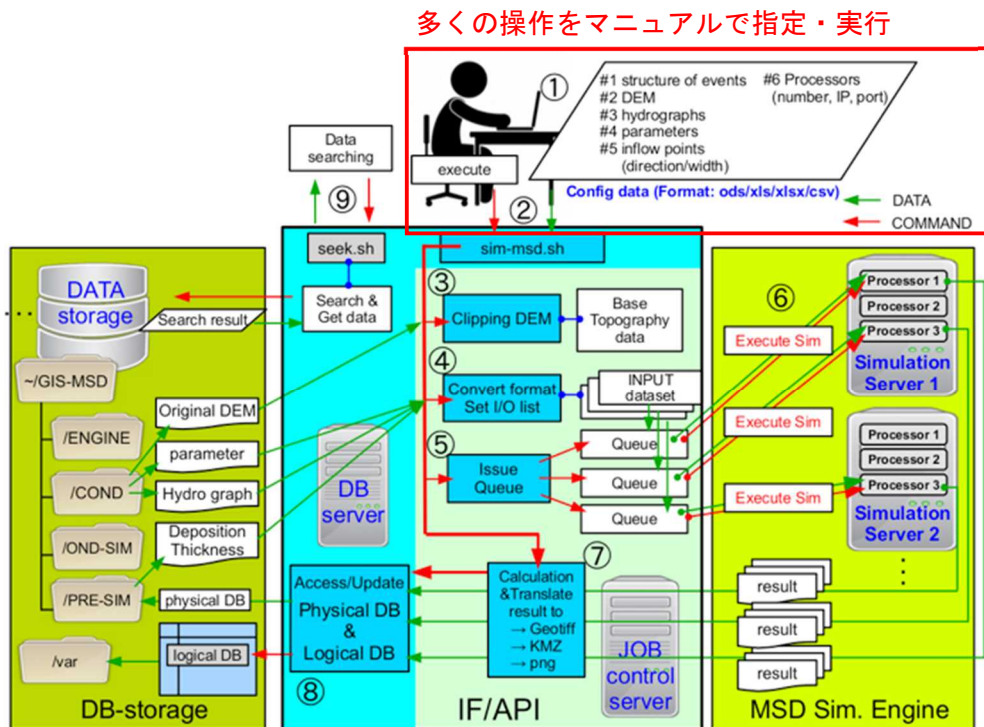 多くの操作をマニュアルで指定・実行
①
#1 structure of events
#2 DEM
#3 hydrographs
#4 parameters
#5 inflow points
(direction/width)
#6 Processors
(number, IP, port)
execute
Config data (Format: ods/xls/xlsx/csv)
DATA
COMMAND
②
Data
searching
⑨
seek.sh
sim-msd.sh
Search &
Get data
DATA
storage
Search result
~/GIS-MSD
/ENGINE
/COND
/OND-SIM
/PRE-SIM
/var
Original DEM
parameter
Hydro graph
Deposition
Thickness
physical DB
logical DB
DB-storage
DB
server
③
Clipping DEM
Base
Topography
data
④
Convert format
Set I/O list
INPUT
dataset
⑤
Issue
Queue
Queue
Queue
Queue
⑦
Calculation
&Translate
result to
→ Geotiff
→ KMZ
→ png
Access/Update
Physical DB
&
Logical DB
⑧
JOB
control
server
IF/API
⑥
Execute Sim
Execute Sim
Execute Sim
Processor 1
Processor 2
Processor 3
Simulation
Server 1
Processor 1
Processor 2
Processor 3
Simulation
Server 2
result
result
result
MSD Sim. Engine